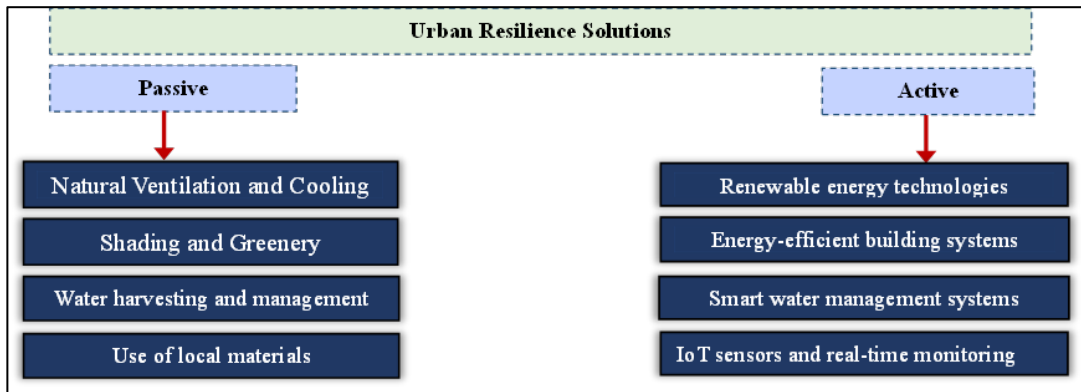 Urban Resilience Solutions
Passive
Active
Natural Ventilation and Cooling
Shading and Greenery
Water harvesting and management
Use of local materials
Renewable energy technologies
Energy-efficient building systems
Smart water management systems
IoT sensors and real-time monitoring